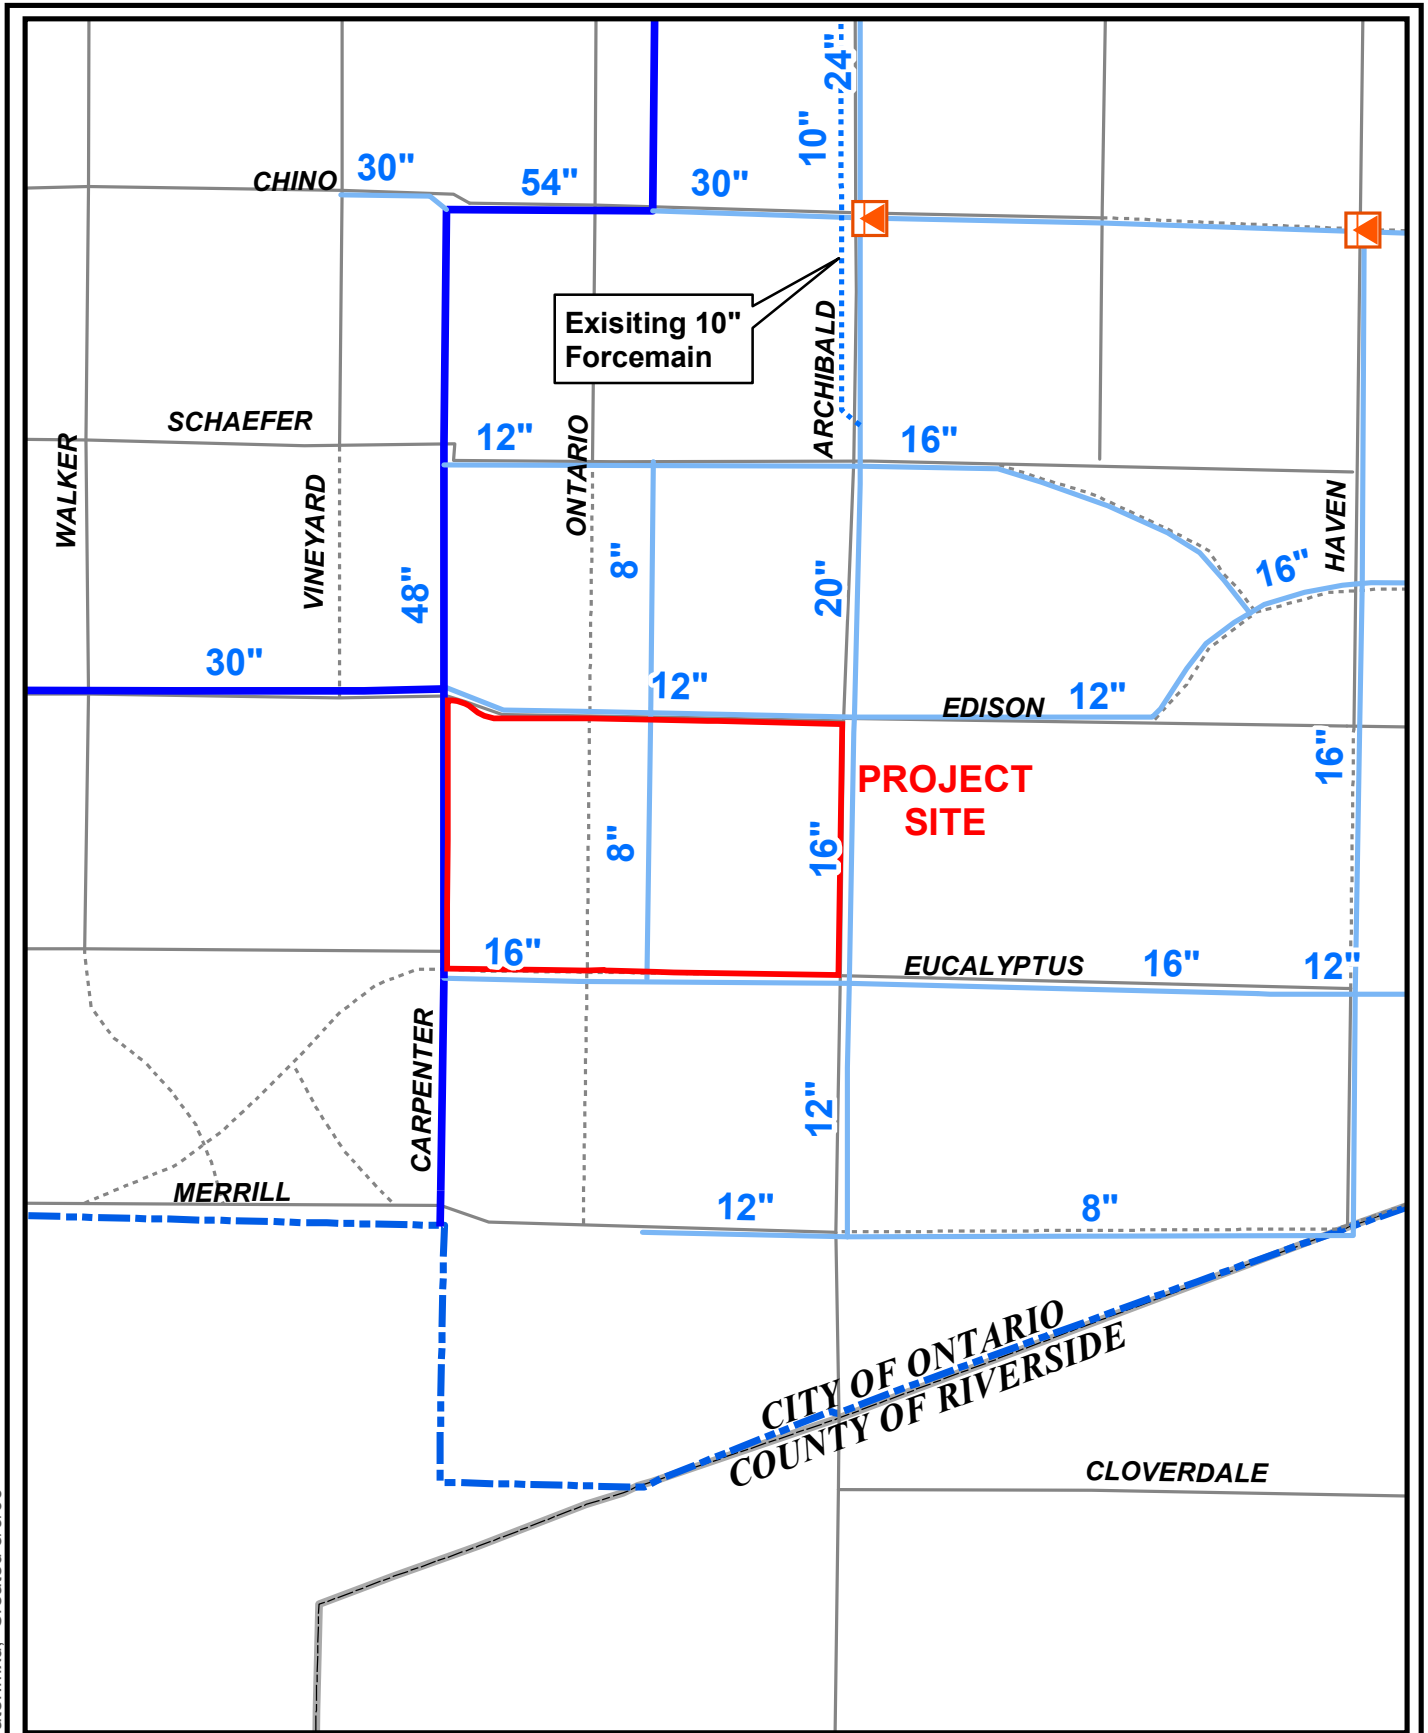 24"
10"
CHINO
30"
54"
30"
Exisiting 10"
Forcemain
ARCHIBALD
SCHAEFER
12"
16"
WALKER
VINEYARD
ONTARIO
HAVEN
48"
8"
20"
16"
30"
12"
12"
EDISON
16"
PROJECT
SITE
8"
16"
16"
EUCALYPTUS
16"
12"
CARPENTER
12"
MERRILL
12"
8"
CITY OF ONTARIO
COUNTY OF RIVERSIDE
CLOVERDALE